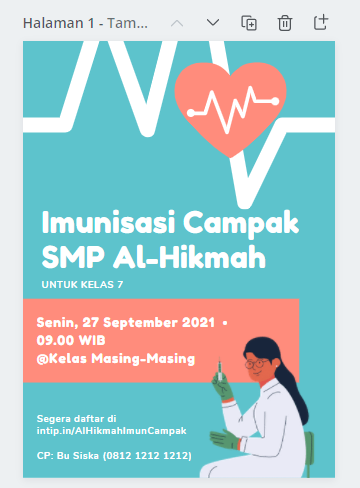 Halaman 1 - Tam...
Imunisasi Campak
SMP Al-Hikmah
UNTUK KELAS 7
Senin, 27 September 2021 •
09.00 WIB
@Kelas Masing-Masing
Segera daftar di
intip.in/AlHikmahImunCampak
CP: Bu Siska (0812 1212 1212)